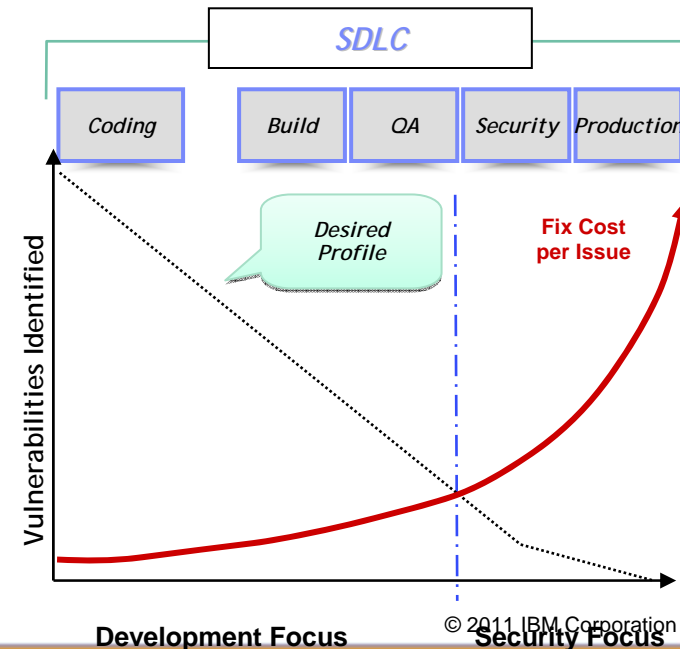 SDLC
Coding
Build
QA
Security
Production
Desired
Profile
Fix Cost
per Issue
Vulnerabilities Identified
© 2011 IBM Corporation
Development Focus
Security Focus